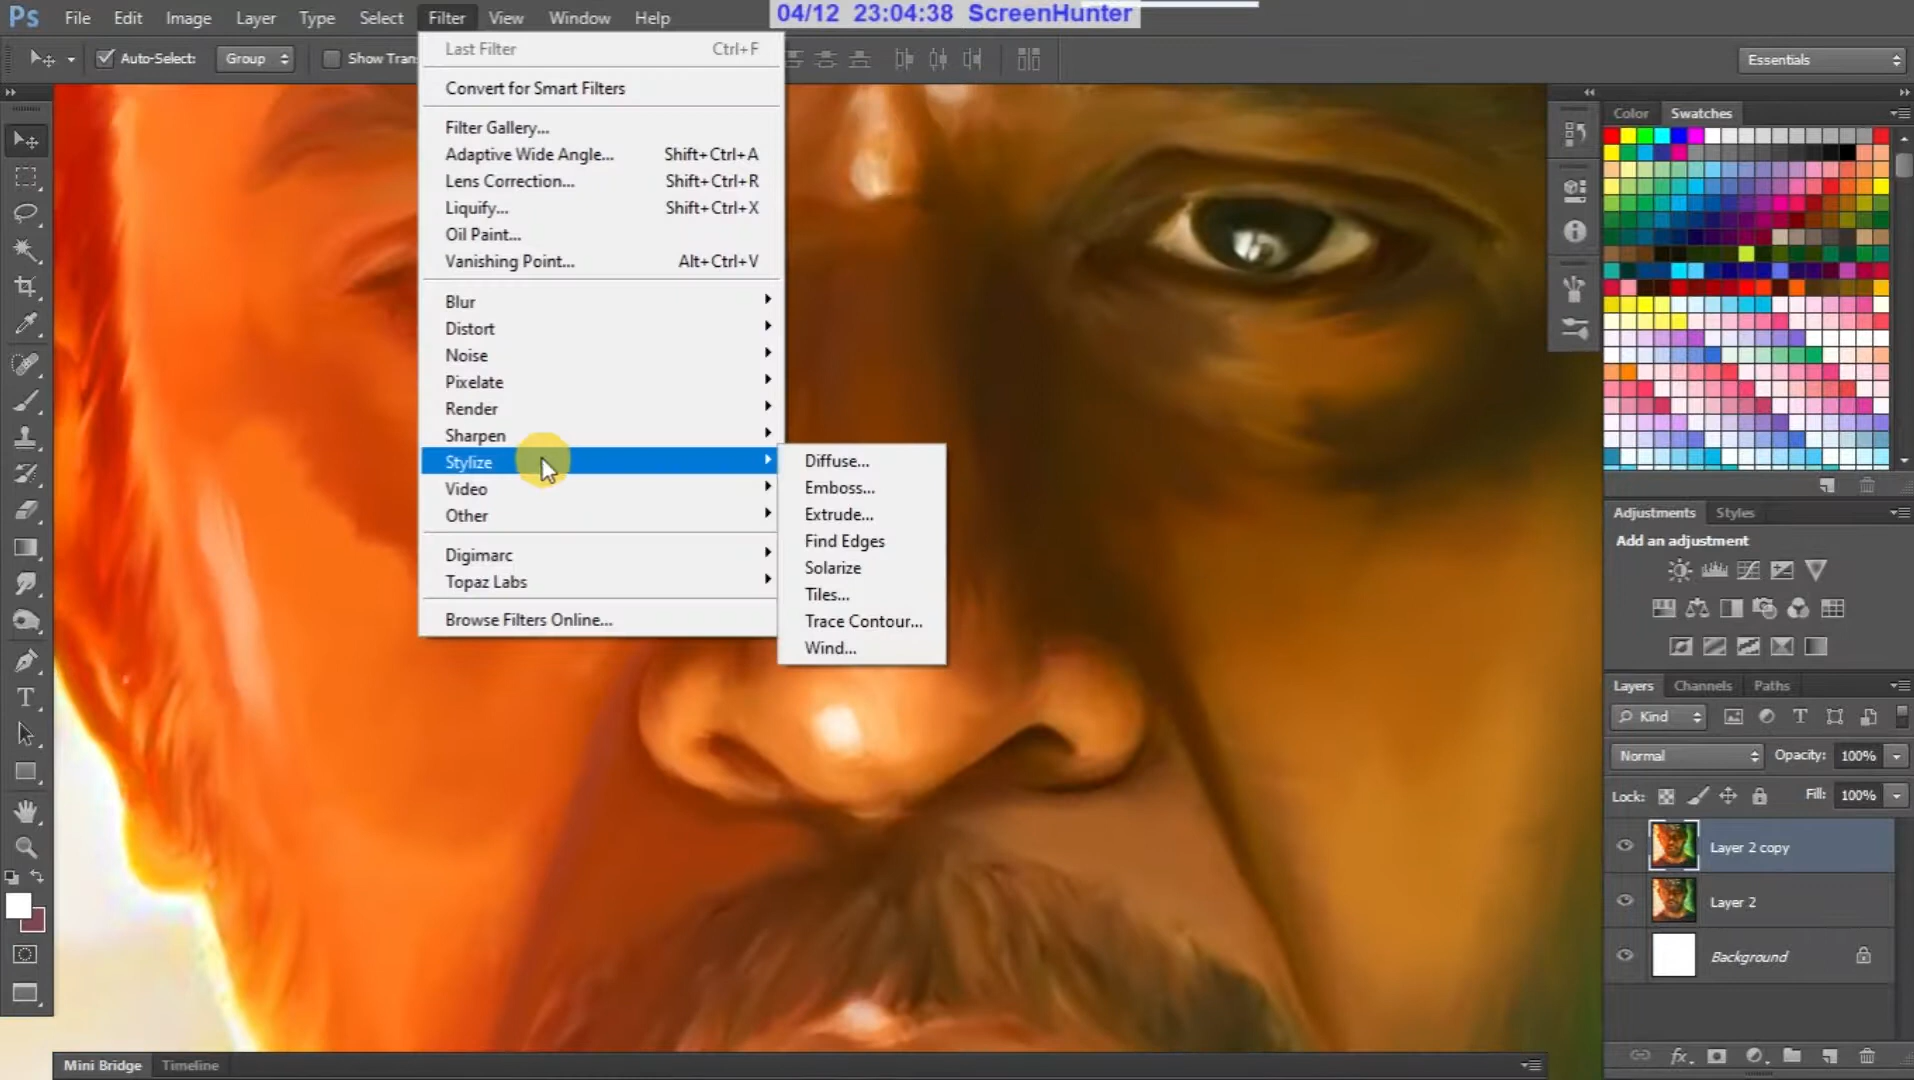 Ps File Edit Image Layer Type Select Filter View Window Help
04/12 23:04:38 ScreenHunter
Auto-Select: Group Show Tran
Essentials
Last Filter Ctrl+F
Convert for Smart Filters
Filter Gallery...
Adaptive Wide Angle... Shift+Ctrl+A
Lens Correction... Shift+Ctrl+R
Liquify... Shift+Ctrl+X
Oil Paint...
Vanishing Point... Alt+Ctrl+V
Blur
Distort
Noise
Pixelate
Render
Sharpen
Stylize
Video
Other
Digimarc
Topaz Labs
Browse Filters Online...
Diffuse...
Emboss...
Extrude...
Find Edges
Solarize
Tiles...
Trace Contour...
Wind...
Color Swatches
Adjustments Styles
Add an adjustment
Layers Channels Paths
Kind
Normal Opacity: 100%
Lock: Fill: 100%
Layer 2 copy
Layer 2
Background
fx
Mini Bridge Timeline